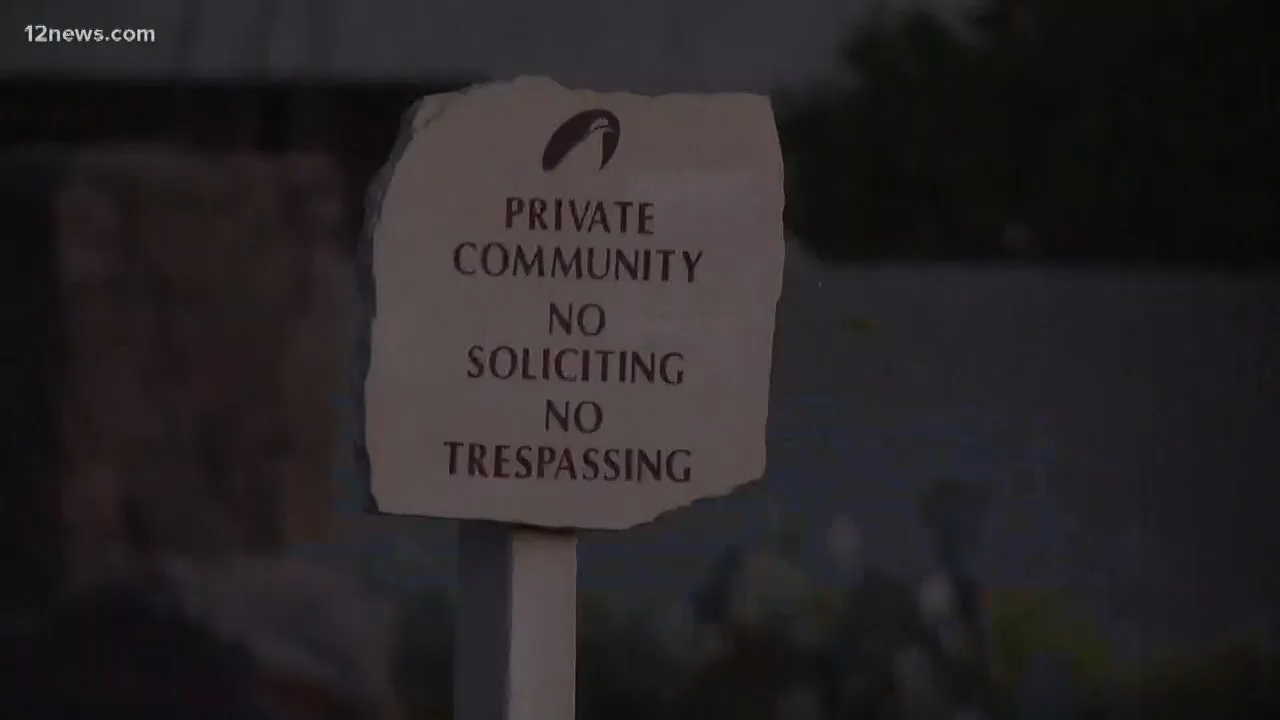 12news.com
PRIVATE
COMMUNITY
NO
SOLICITING
NO
TRESPASSING